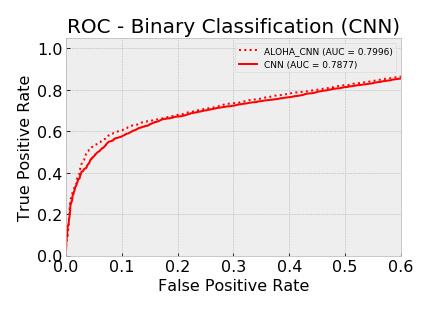 ROC - Binary Classification (CNN)
ALOHA_CNN (AUC = 0.7996)
CNN (AUC = 0.7877)
True Positive Rate
1.0
0.8
0.6
0.4
0.2
0.0
0.0 0.1 0.2 0.3 0.4 0.5 0.6
False Positive Rate